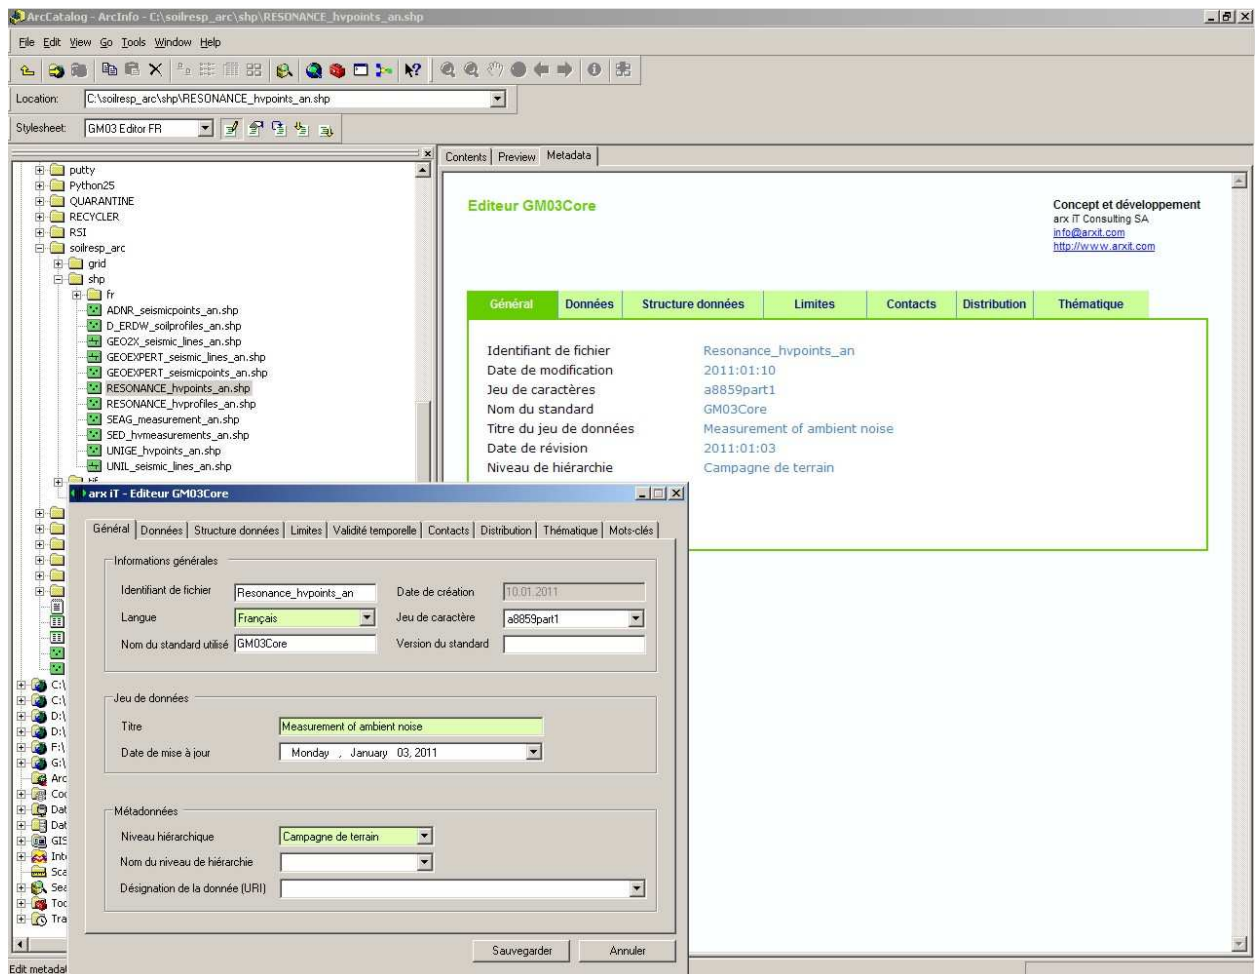 ArcCatalog - ArcInfo - C:\soilresp_arc\shp\RESONANCE_hvpoints_an.shp
File Edit View Go Tools Window Help
Location: C:\soilresp_arc\shp\RESONANCE_hvpoints_an.shp
Stylesheet: GM03 Editor FR
putty
Python25
QUARANTINE
RECYCLER
RSI
soilresp_arc
grid
shp
fr
ADNR_seismicpoints_an.shp
D_ERDW_soilprofiles_an.shp
GEO2X_seismic_lines_an.shp
GEOEXPERT_seismic_lines_an.shp
GEOEXPERT_seismicpoints_an.shp
RESONANCE_hvpoints_an.shp
RESONANCE_hvprofiles_an.shp
SEAG_measurement_an.shp
SED_hvmeasurements_an.shp
UNIGE_hvpoints_an.shp
UNIL_seismic_lines_an.shp
C:\
C:\
D:\
D:\
F:\
G:\
Arc
Coo
Dat
Dat
GIS
Int
Sca
Sea
Too
Tra
Contents Preview Metadata
Editeur GM03Core
Concept et développement
arx iT Consulting SA
info@arxit.com
http://www.arxit.com
Général Données Structure données Limites Contacts Distribution Thématique
Identifiant de fichier Resonance_hvpoints_an
Date de modification 2011:01:10
Jeu de caractères a8859part1
Nom du standard GM03Core
Titre du jeu de données Measurement of ambient noise
Date de révision 2011:01:03
Niveau de hiérarchie Campagne de terrain
arx iT - Editeur GM03Core
Général Données Structure données Limites Validité temporelle Contacts Distribution Thématique Mots-clés
Informations générales
Identifiant de fichier Resonance_hvpoints_an Date de création 10.01.2011
Langue Français Jeu de caractère a8859part1
Nom du standard utilisé GM03Core Version du standard
Jeu de données
Titre Measurement of ambient noise
Date de mise à jour Monday , January 03, 2011
Métadonnées
Niveau hiérarchique Campagne de terrain
Nom du niveau de hiérarchie
Désignation de la donnée (URI)
Sauvegarder Annuler
Edit metada